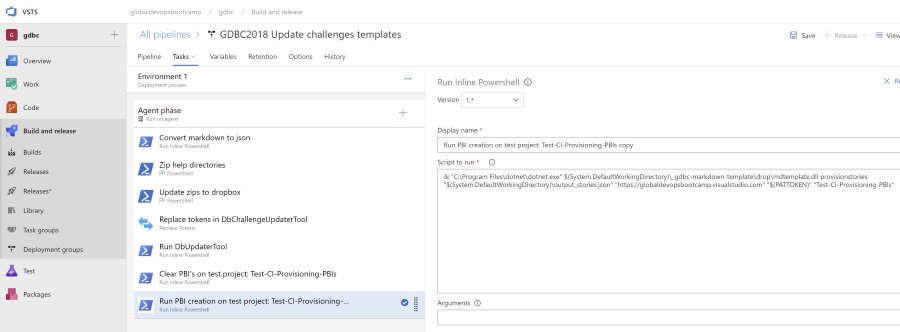 VSTS
globaldevopsbootcamp / gdbc / Build and release
gdbc
All pipelines > GDBC2018 Update challenges templates
Save
Release
View
Pipeline Tasks Variables Retention Options History
Overview
Work
Code
Build and release
Builds
Releases
Releases*
Library
Task groups
Deployment groups
Test
Packages
Environment 1
Deployment process
Agent phase
Run on agent
Convert markdown to json
Run Inline Powershell
Zip help directories
PowerShell
Update zips to dropbox
PowerShell
Replace tokens in DbChallengeUpdaterTool
Replace Tokens
Run DbUpdaterTool
Run Inline Powershell
Clear PBI's on test project: Test-CI-Provisioning-PBIs
Run Inline Powershell
Run PBI creation on test project: Test-CI-Provisioning-...
Run Inline Powershell
Run Inline Powershell
Version 1.*
Display name *
Run PBI creation on test project: Test-CI-Provisioning-PBIs copy
Script to run *
& "C:\Program Files\dotnet\dotnet.exe" $(System.DefaultWorkingDirectory)\_gdbc-markdown-template\drop\mdtemplate.dll provisionstories
"$(System.DefaultWorkingDirectory)\output_stories.json" "https://globaldevopsbootcamp.visualstudio.com" "$(PATTOKEN)" "Test-CI-Provisioning-PBIs"
Arguments